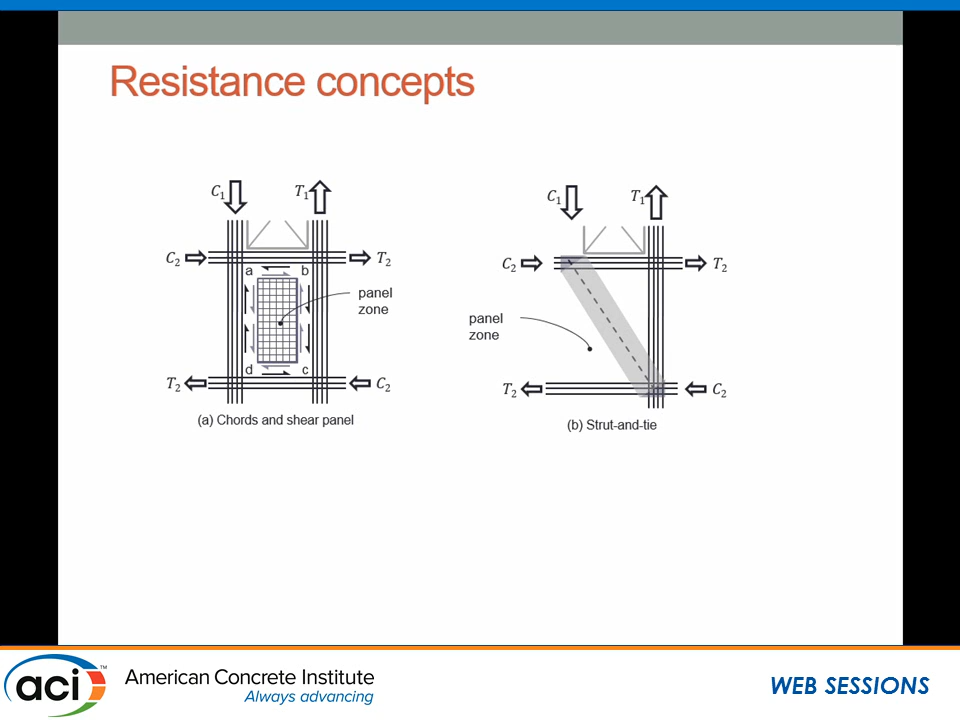 Resistance concepts
C₁ T₁
C₂ T₂
a b
panel
zone
d c
T₂ C₂
(a) Chords and shear panel
C₁ T₁
C₂ T₂
panel
zone
T₂ C₂
(b) Strut-and-tie
aci™
American Concrete Institute
Always advancing
WEB SESSIONS